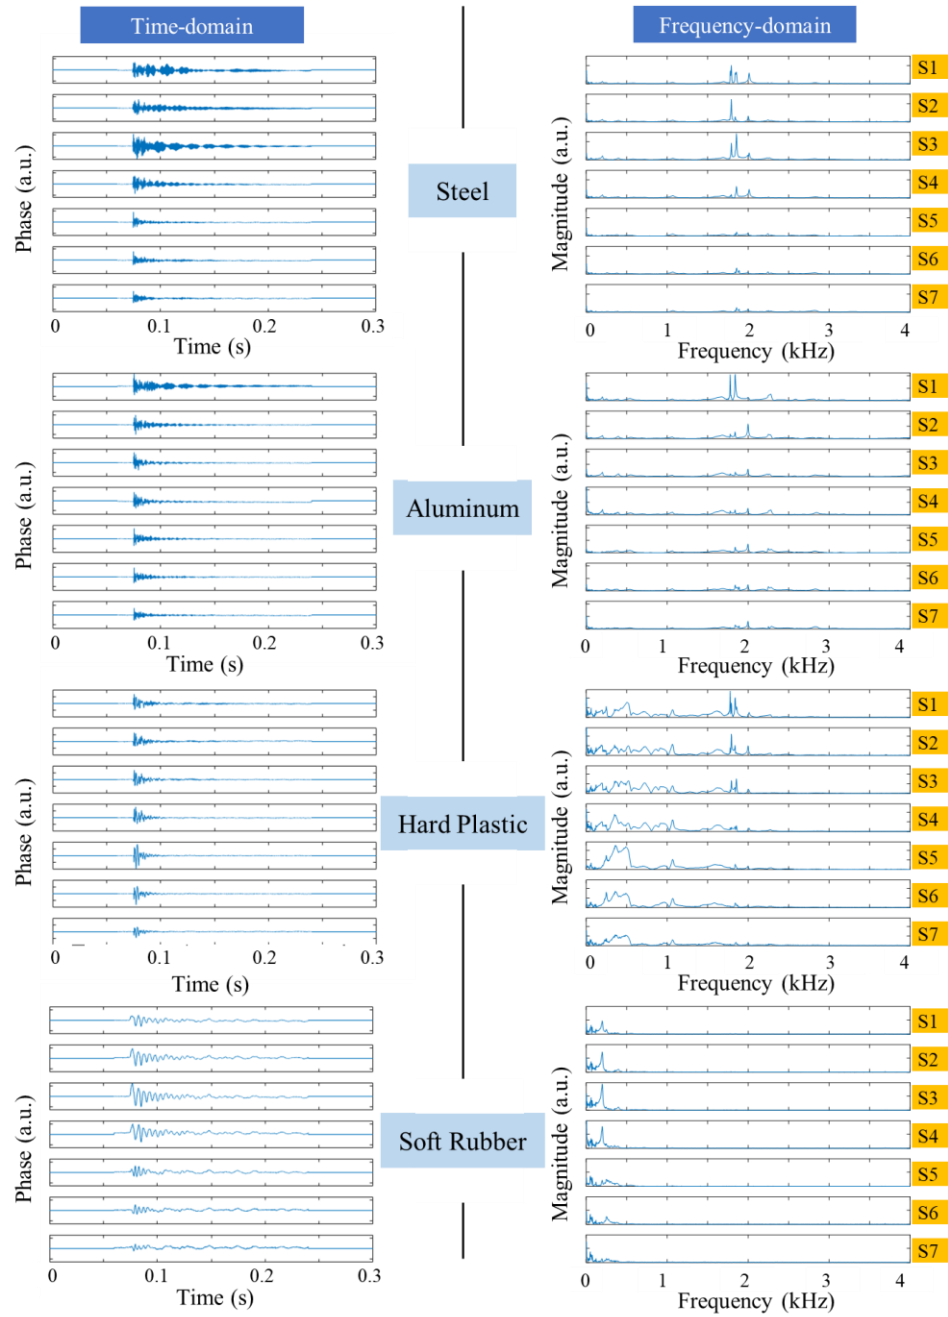 Time-domain
Frequency-domain
Phase (a.u.)
Steel
Magnitude (a.u.)
S1
S2
S3
S4
S5
S6
S7
0 0.1 0.2 0.3
Time (s)
0 1 2 3 4
Frequency (kHz)
Phase (a.u.)
Aluminum
Magnitude (a.u.)
S1
S2
S3
S4
S5
S6
S7
0 0.1 0.2 0.3
Time (s)
0 1 2 3 4
Frequency (kHz)
Phase (a.u.)
Hard Plastic
Magnitude (a.u.)
S1
S2
S3
S4
S5
S6
S7
0 0.1 0.2 0.3
Time (s)
0 1 2 3 4
Frequency (kHz)
Phase (a.u.)
Soft Rubber
Magnitude (a.u.)
S1
S2
S3
S4
S5
S6
S7
0 0.1 0.2 0.3
Time (s)
0 1 2 3 4
Frequency (kHz)